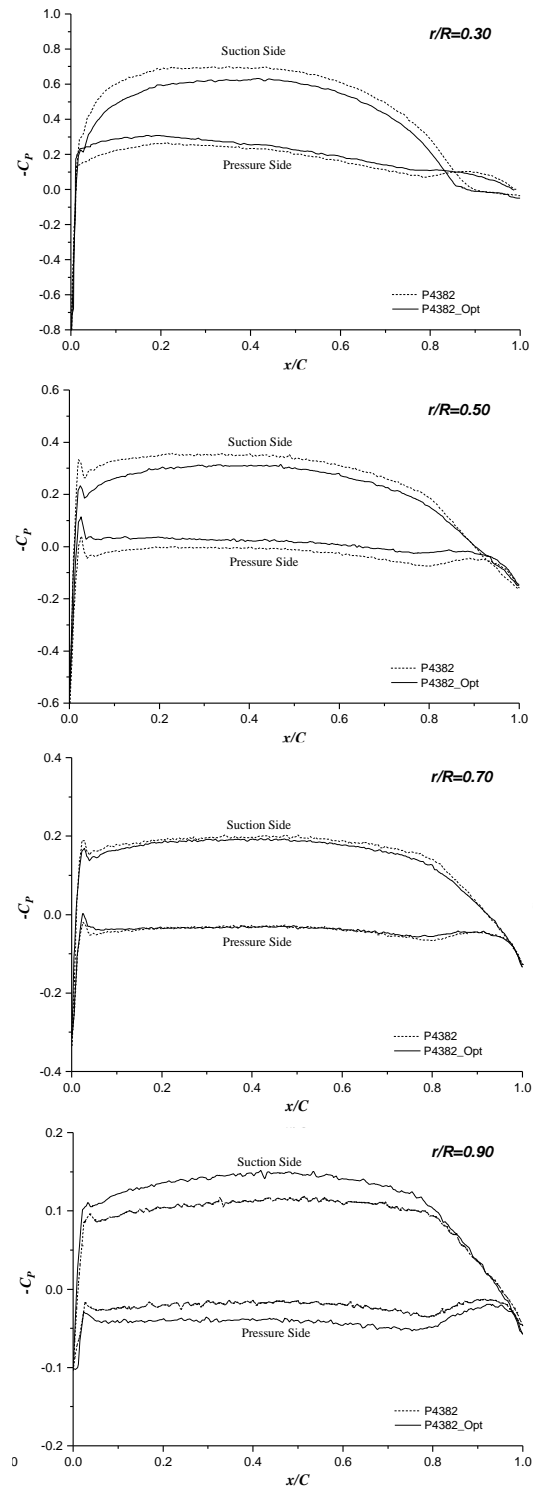 r/R=0.30
1.0
0.8
Suction Side
0.6
0.4
0.2
Pressure Side
0.0
-0.2
-0.4
-0.6
-0.8
-CP
P4382
P4382_Opt
0.0 0.2 0.4 0.6 0.8 1.0
x/C
r/R=0.50
0.6
0.4
Suction Side
0.2
0.0
Pressure Side
-0.2
-0.4
-0.6
-CP
P4382
P4382_Opt
0.0 0.2 0.4 0.6 0.8 1.0
x/C
r/R=0.70
0.4
Suction Side
0.2
0.0
Pressure Side
-0.2
-0.4
-CP
P4382
P4382_Opt
0.0 0.2 0.4 0.6 0.8 1.0
x/C
r/R=0.90
0.2
Suction Side
0.1
0.0
Pressure Side
-0.1
-0.2
-CP
P4382
P4382_Opt
0.0 0.2 0.4 0.6 0.8 1.0
x/C